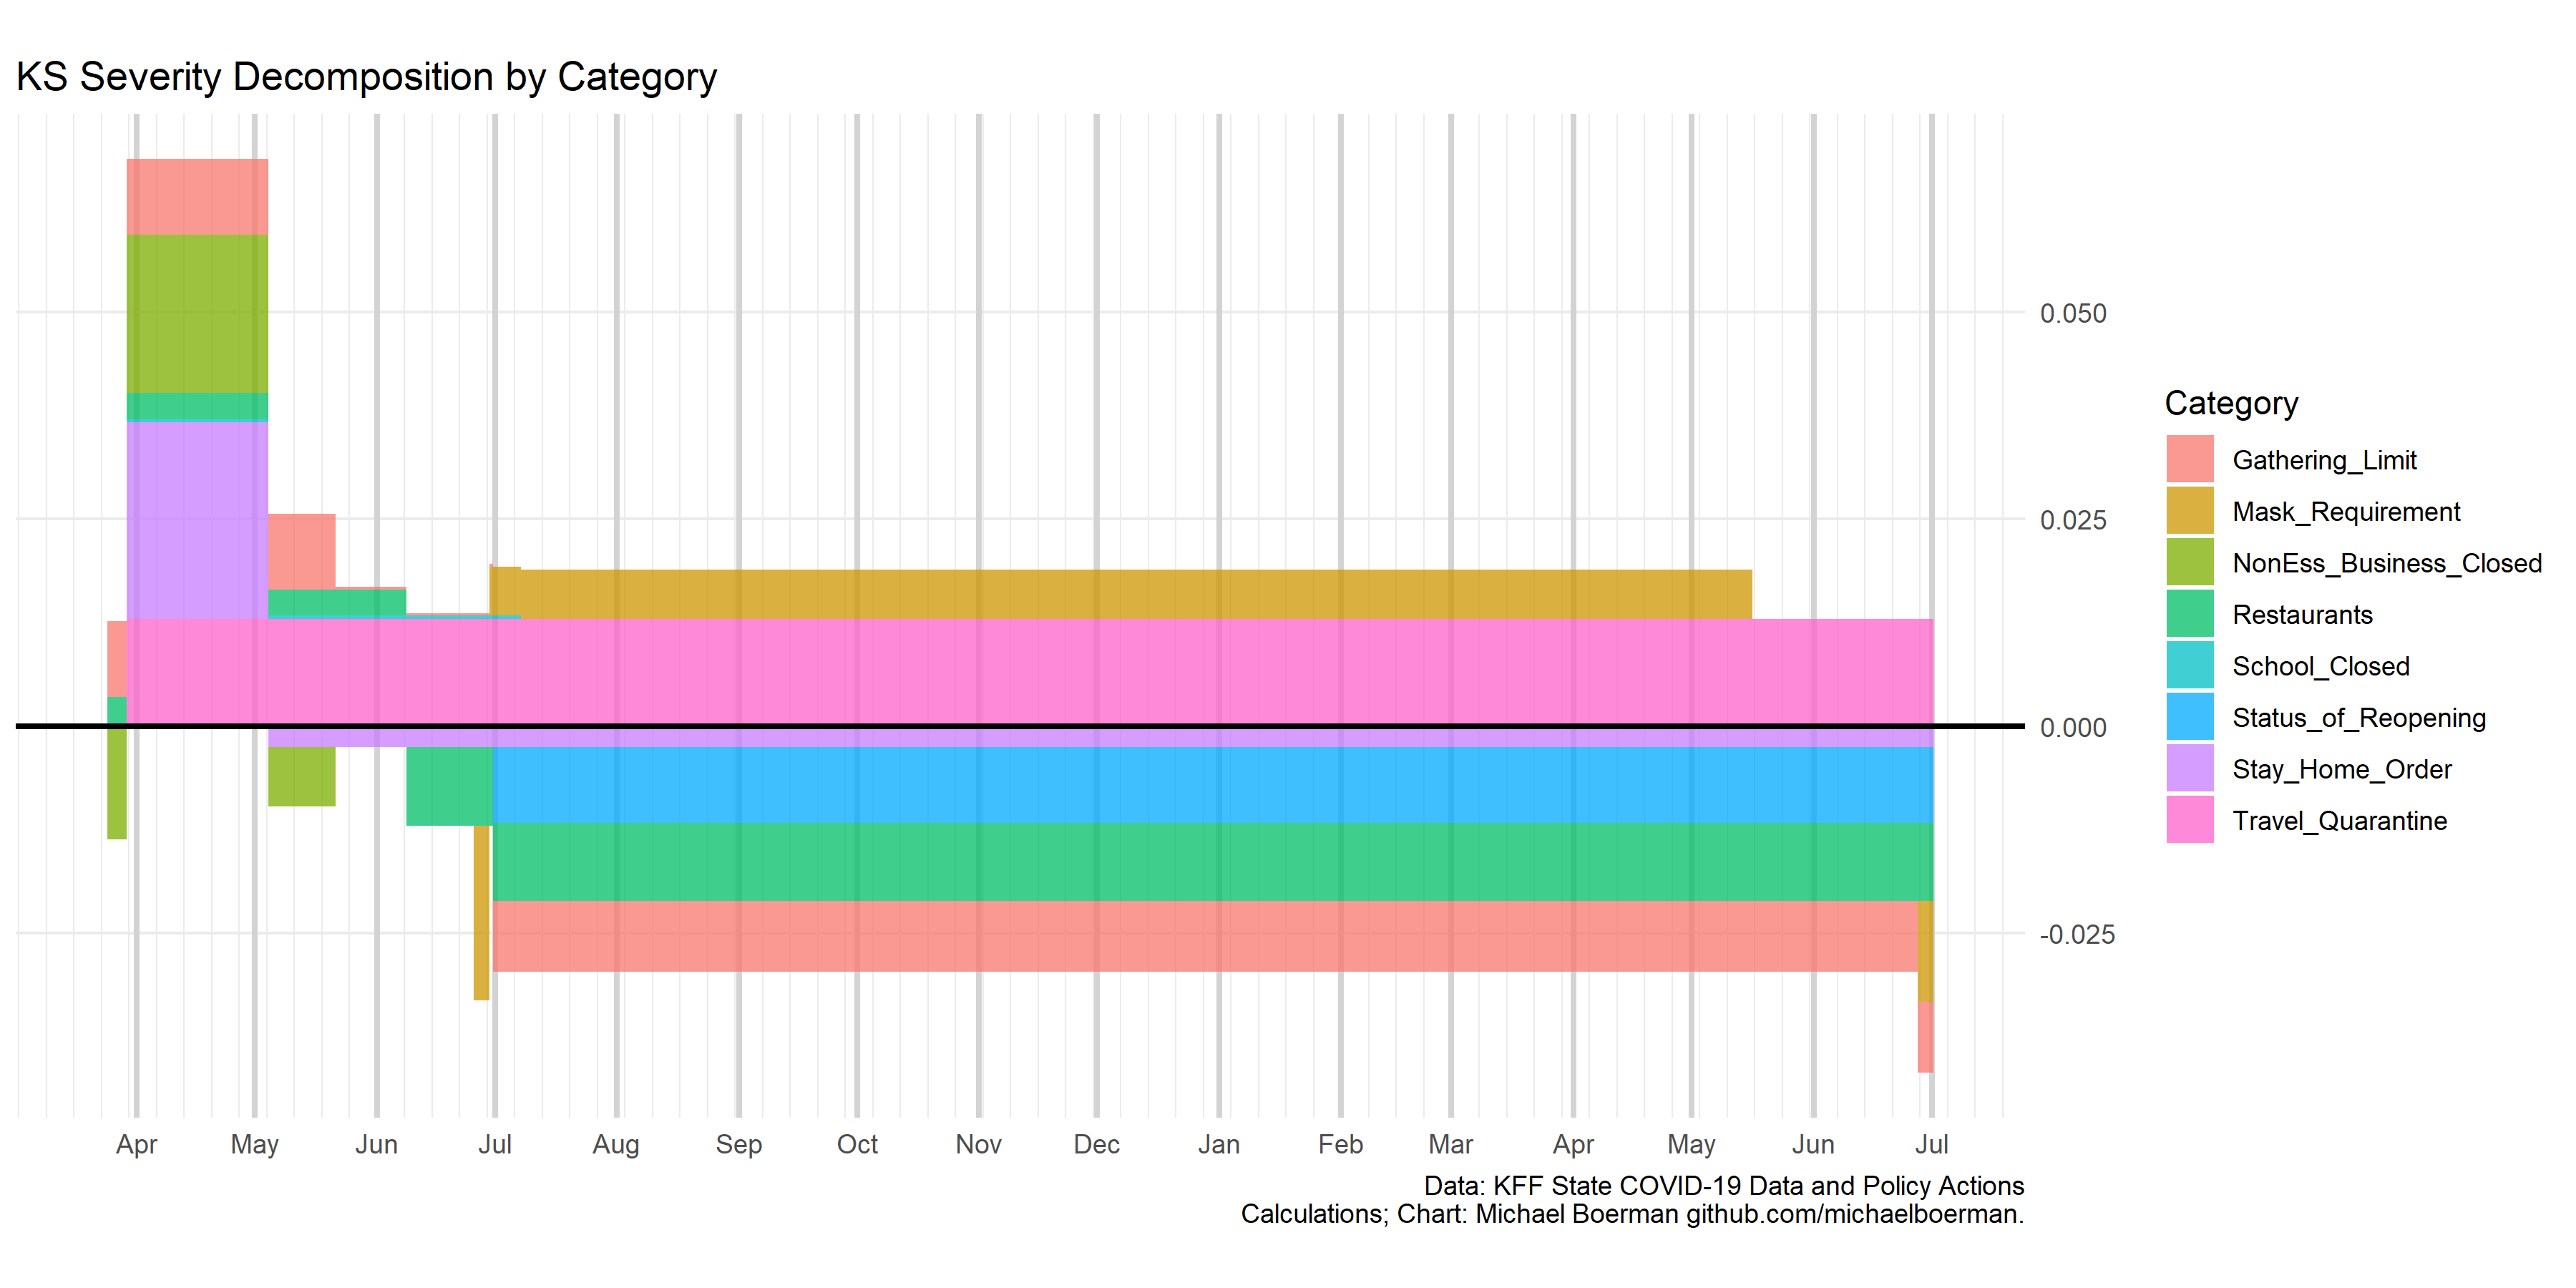 KS Severity Decomposition by Category
0.050
0.025
0.000
-0.025
Category
Gathering_Limit
Mask_Requirement
NonEss_Business_Closed
Restaurants
School_Closed
Status_of_Reopening
Stay_Home_Order
Travel_Quarantine
Apr May Jun Jul Aug Sep Oct Nov Dec Jan Feb Mar Apr May Jun Jul
Data: KFF State COVID-19 Data and Policy Actions
Calculations; Chart: Michael Boerman github.com/michaelboerman.